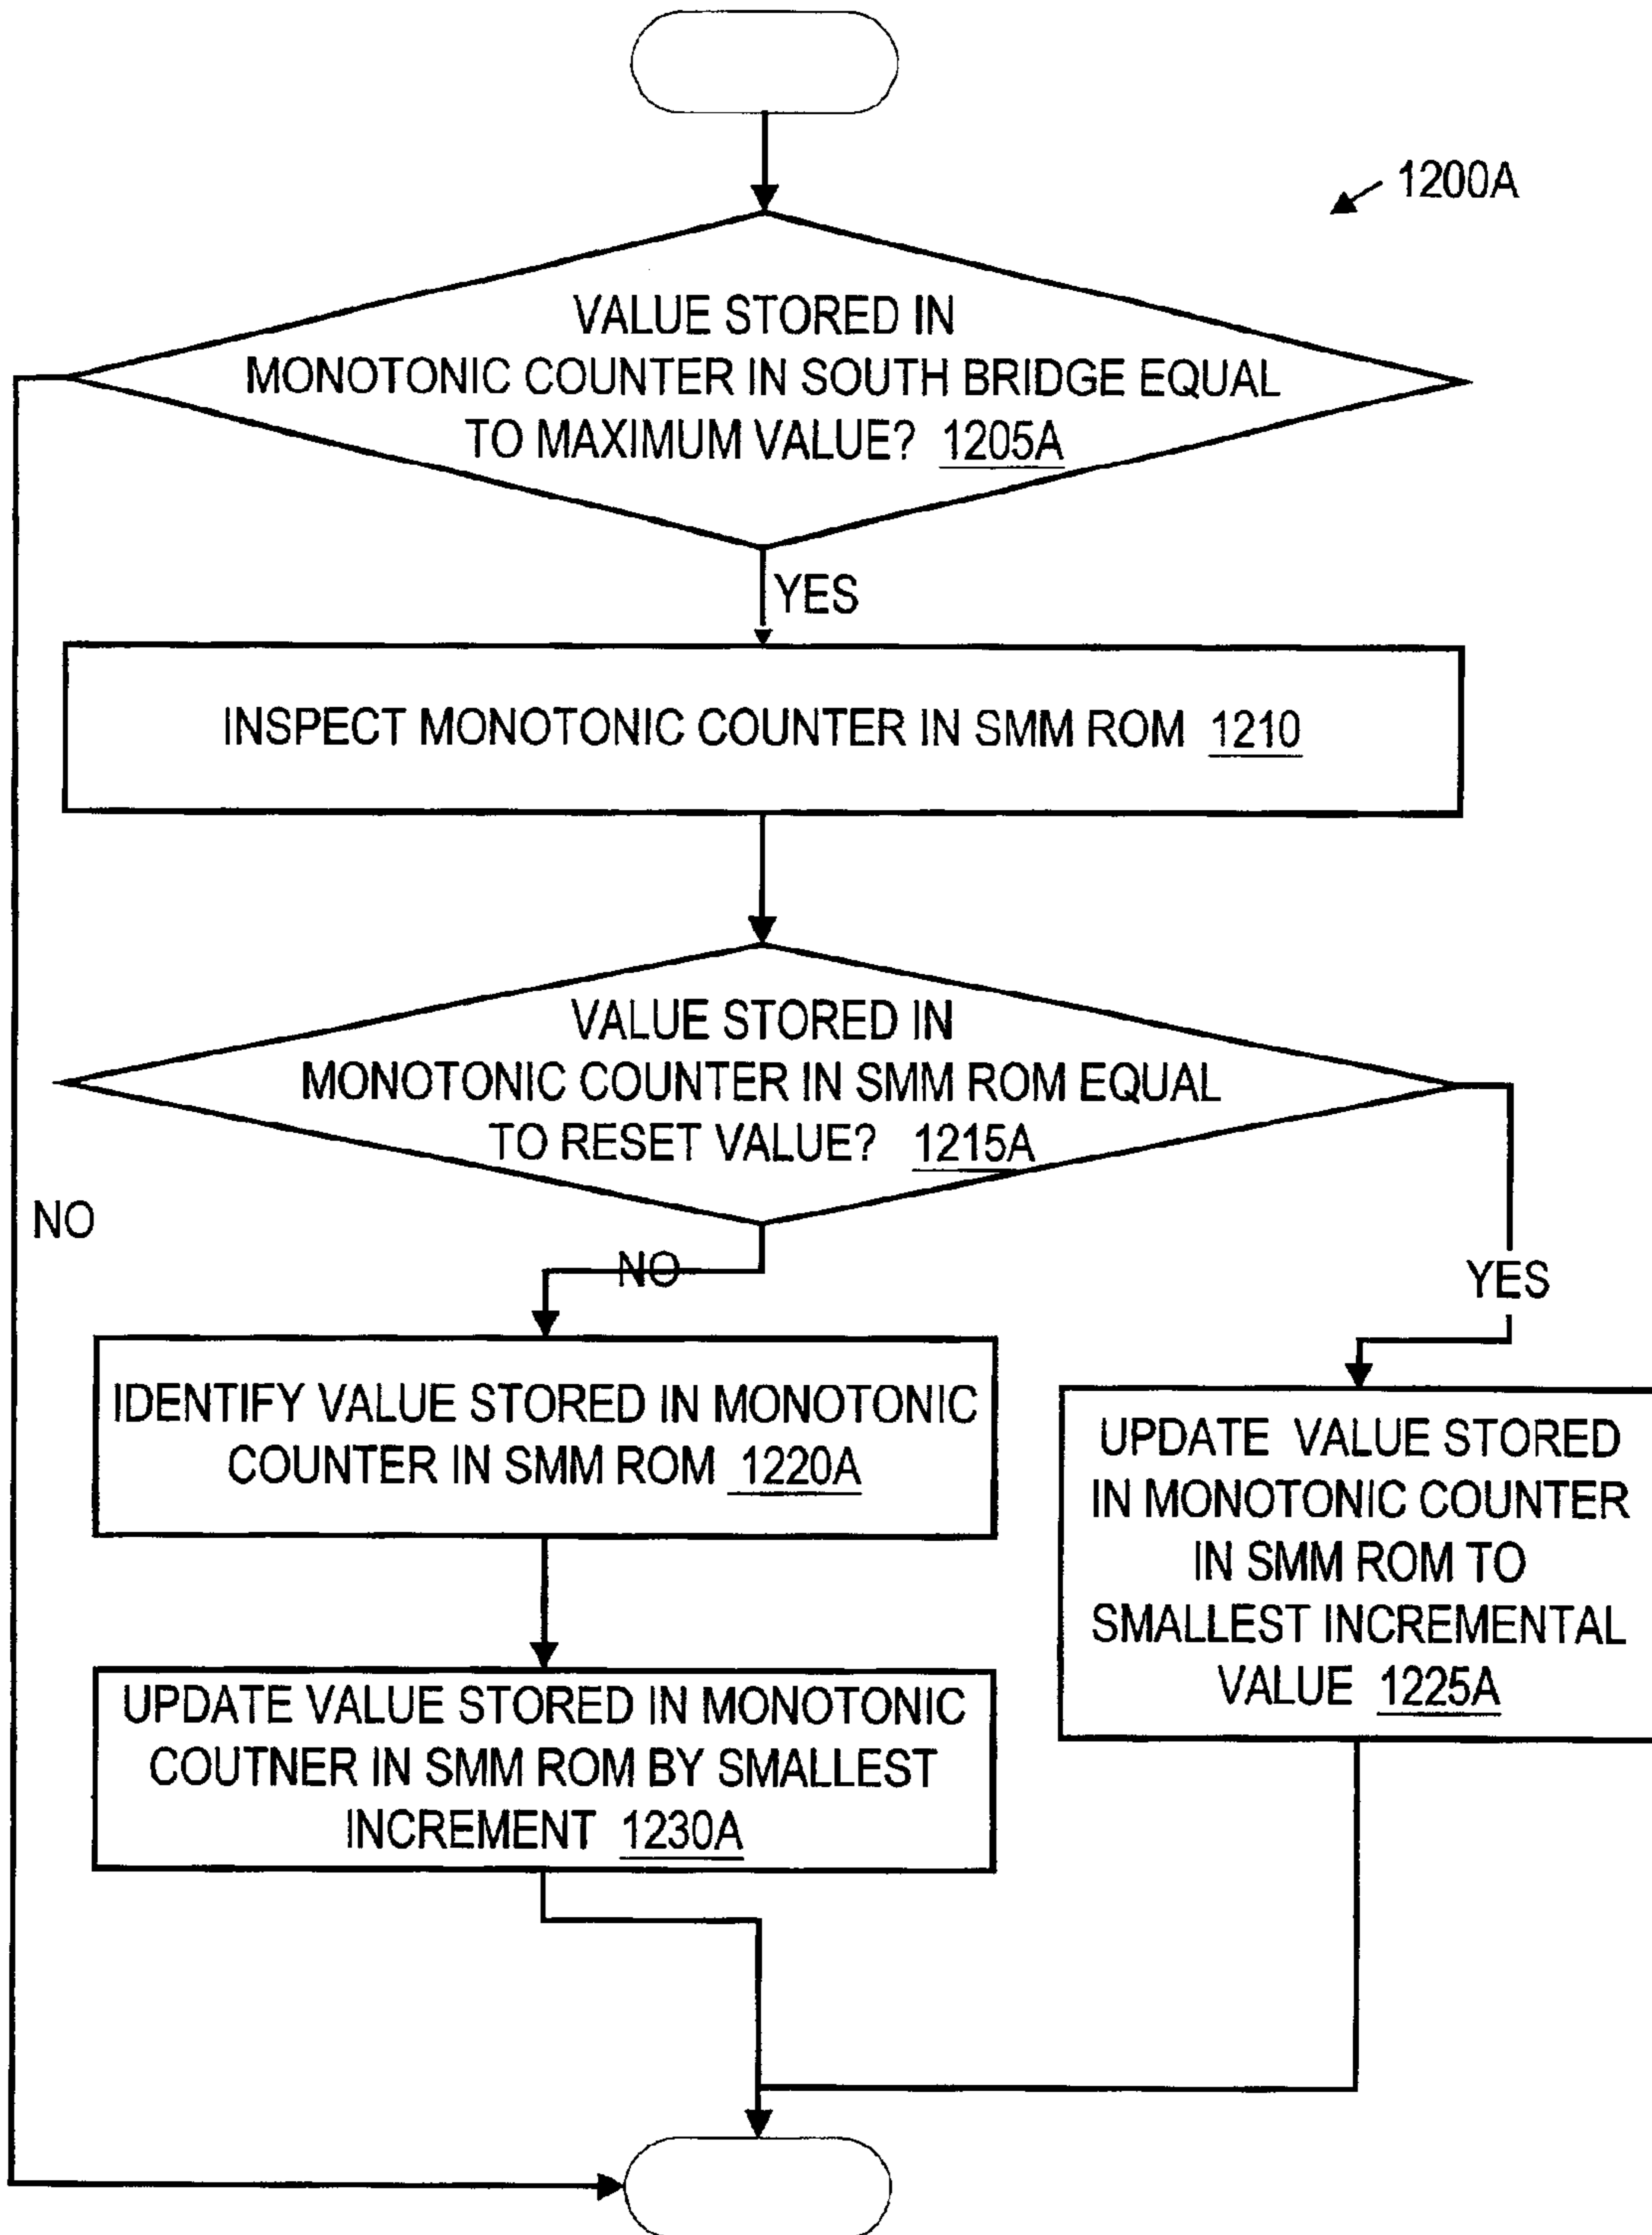 1200A
VALUE STORED IN
MONOTONIC COUNTER IN SOUTH BRIDGE EQUAL
TO MAXIMUM VALUE? 1205A
YES
INSPECT MONOTONIC COUNTER IN SMM ROM 1210
VALUE STORED IN
MONOTONIC COUNTER IN SMM ROM EQUAL
TO RESET VALUE? 1215A
NO
NO
YES
IDENTIFY VALUE STORED IN MONOTONIC
COUNTER IN SMM ROM 1220A
UPDATE VALUE STORED
IN MONOTONIC COUNTER
IN SMM ROM TO
SMALLEST INCREMENTAL
VALUE 1225A
UPDATE VALUE STORED IN MONOTONIC
COUTNER IN SMM ROM BY SMALLEST
INCREMENT 1230A